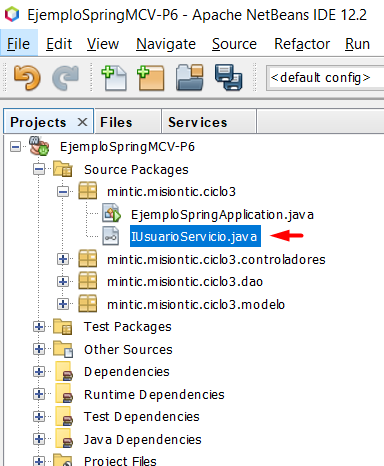 EjemploSpringMCV-P6 - Apache NetBeans IDE 12.2
File Edit View Navigate Source Refactor Run
<default config>
Projects × Files Services
EjemploSpringMCV-P6
Source Packages
mintic.misiontic.ciclo3
EjemploSpringApplication.java
IUsuarioServicio.java
mintic.misiontic.ciclo3.controladores
mintic.misiontic.ciclo3.dao
mintic.misiontic.ciclo3.modelo
Test Packages
Other Sources
Dependencies
Runtime Dependencies
Test Dependencies
Java Dependencies
Project Files